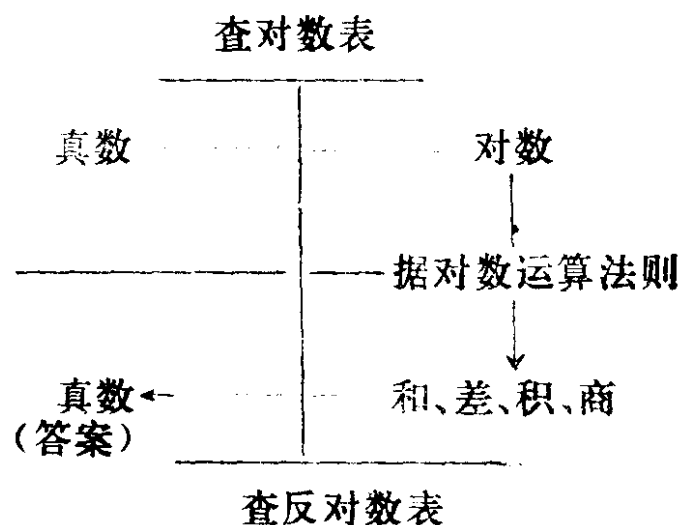 查对数表
真数 对数
据对数运算法则
真数 和、差、积、商
(答案)
查反对数表